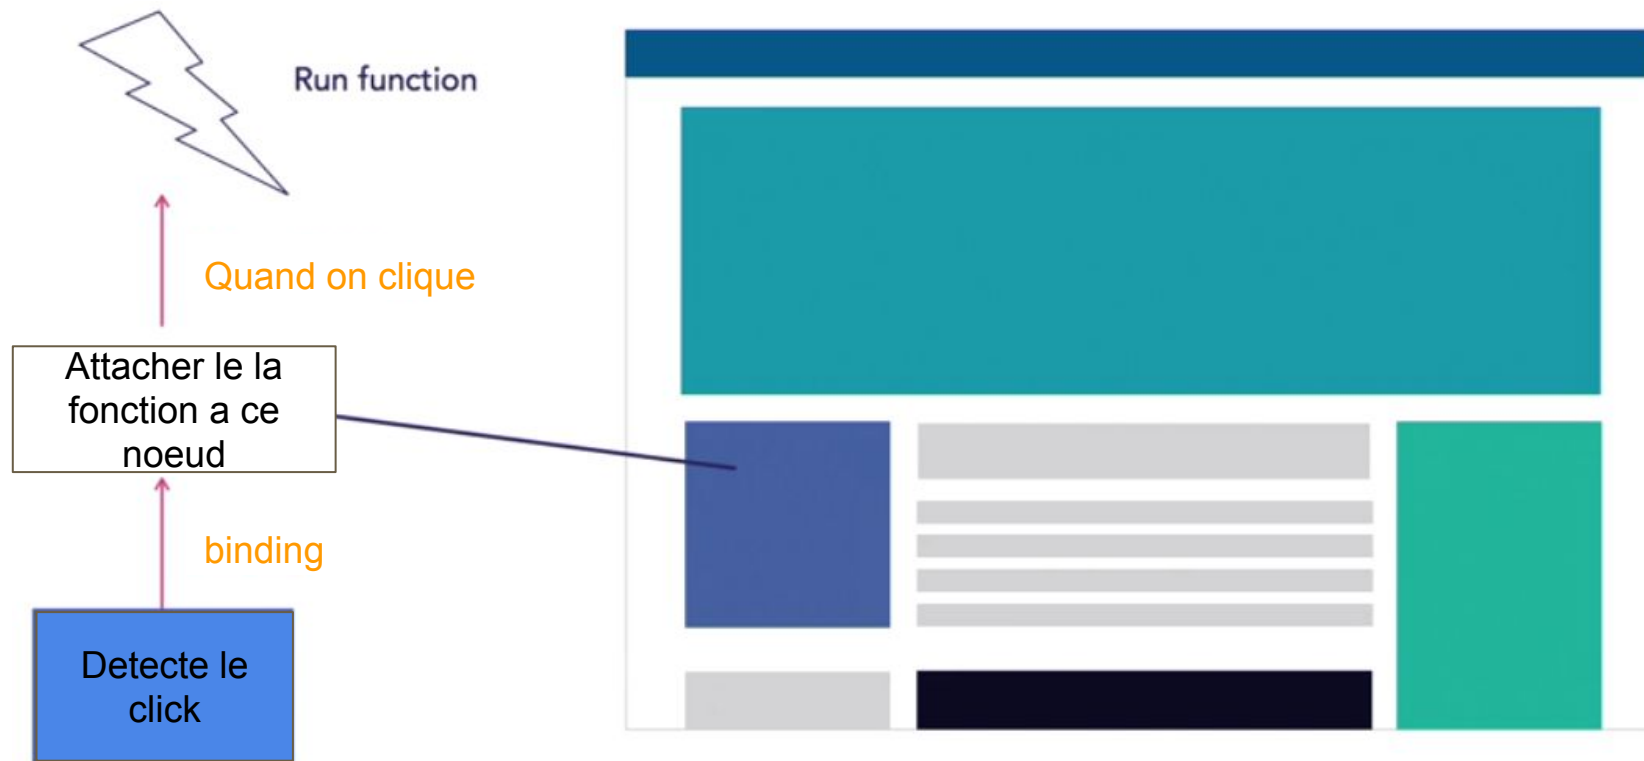 Run function
Quand on clique
Attacher le la
fonction a ce
noeud
binding
Detecte le
click